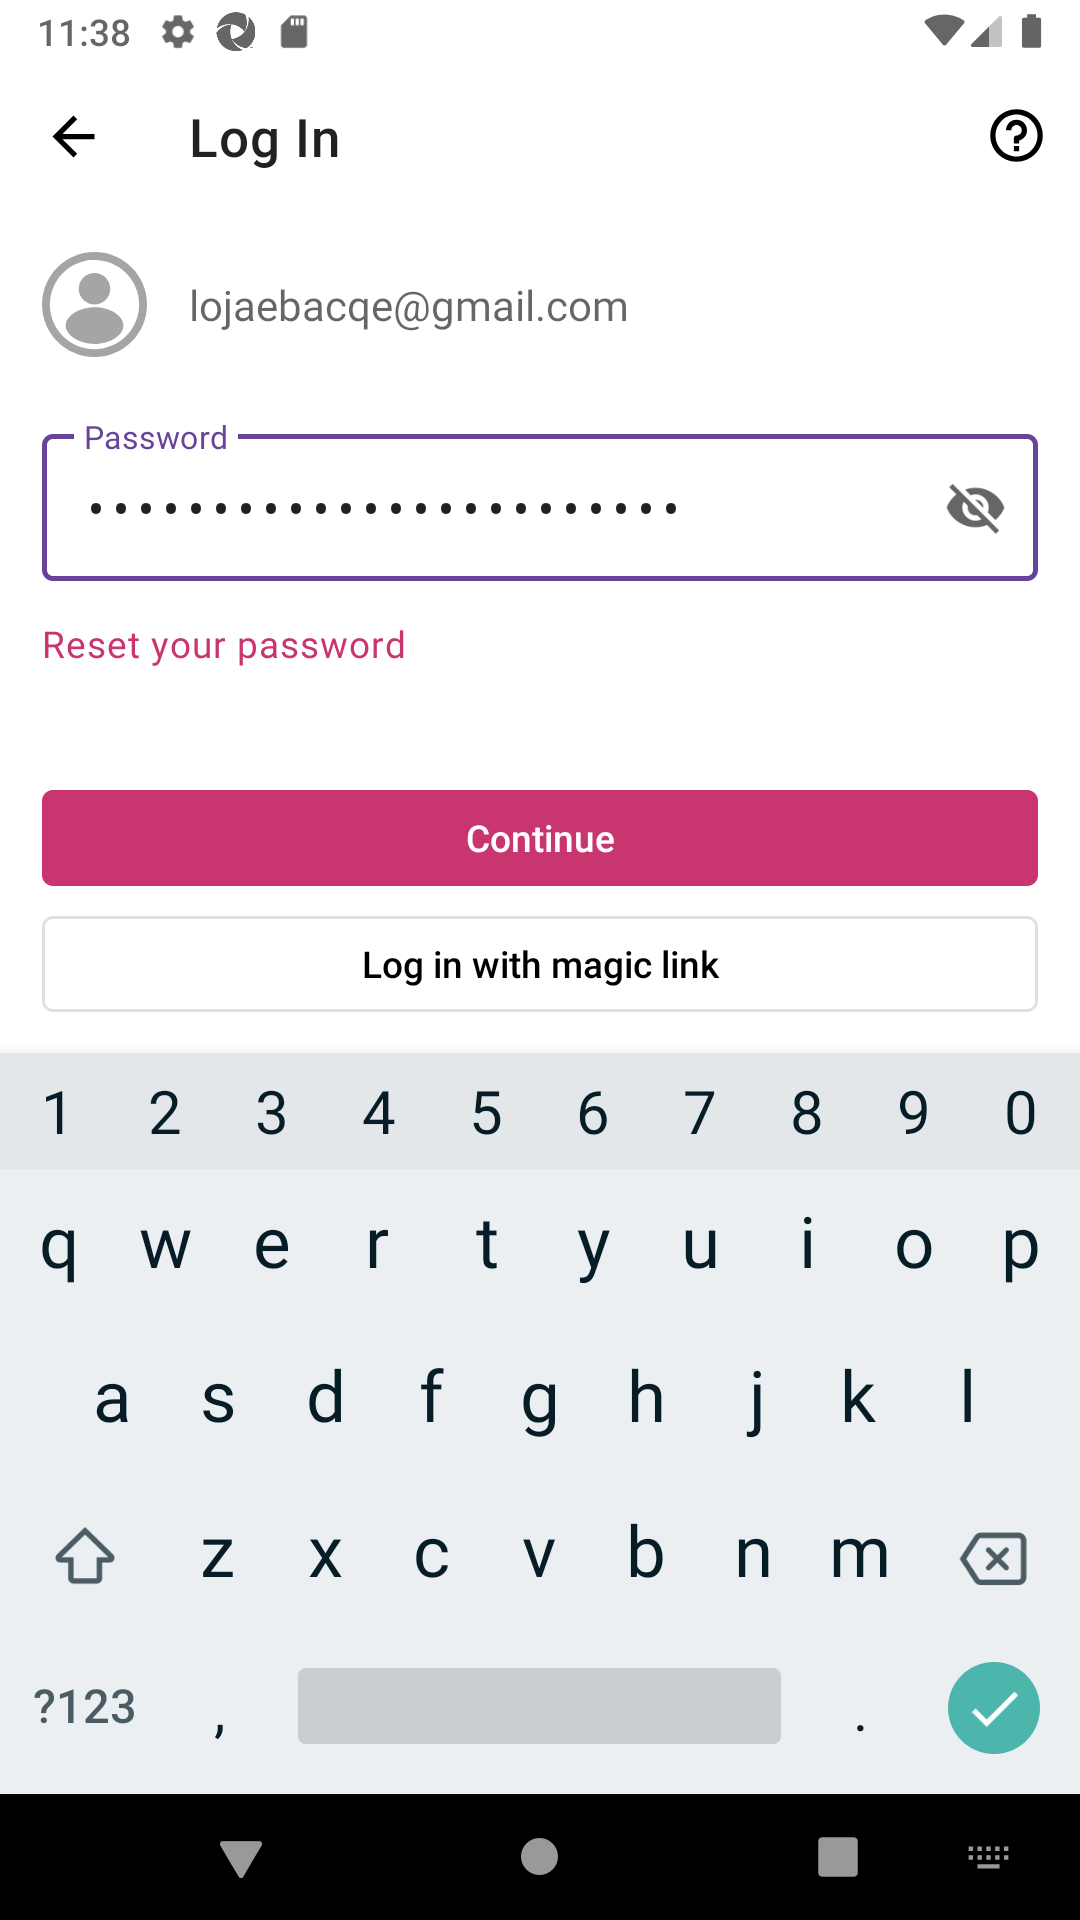 11:38
Log In
lojaebacqe@gmail.com
Password
••••••••••••••••••••••••
Reset your password
Continue
Log in with magic link
1 2 3 4 5 6 7 8 9 0
q w e r t y u i o p
a s d f g h j k l
z x c v b n m
?123 , .